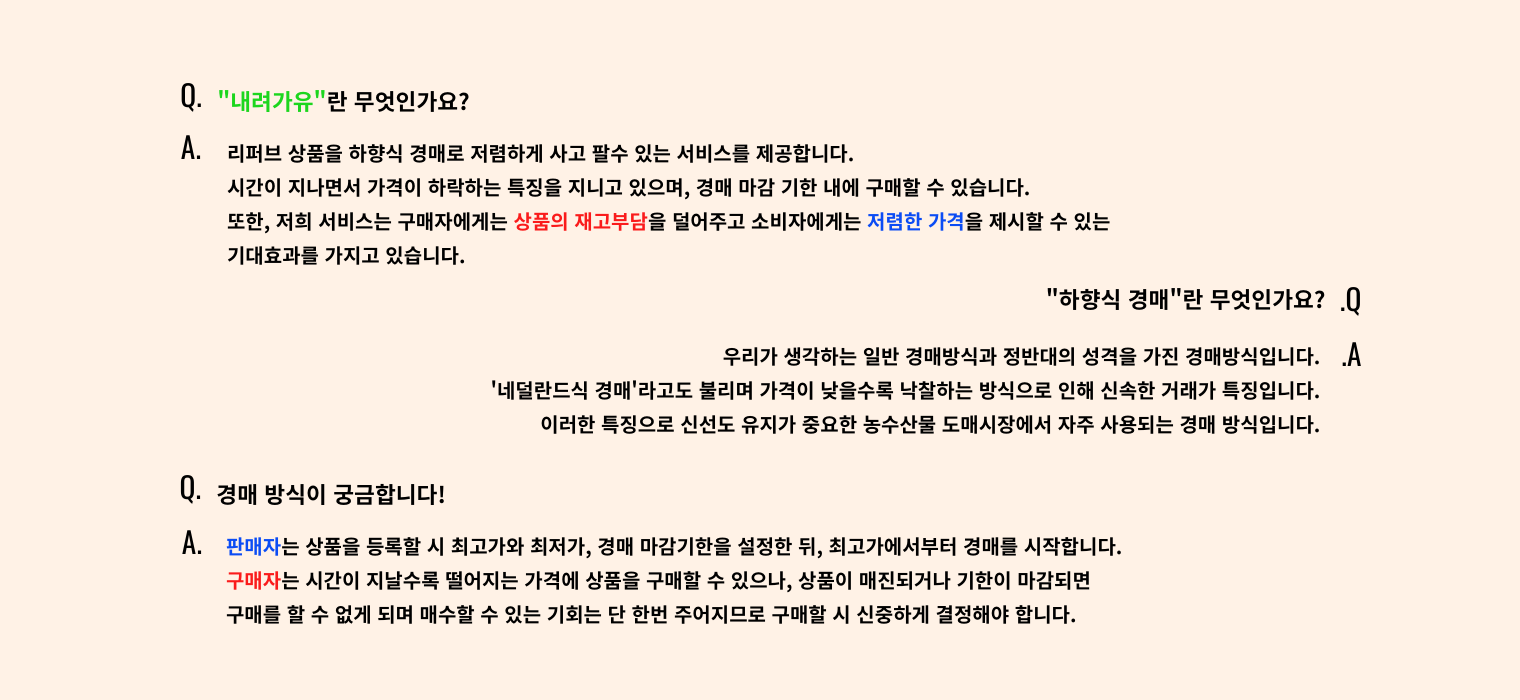 Q. "내려가유"란 무엇인가요?
A. 리퍼브 상품을 하향식 경매로 저렴하게 사고 팔수 있는 서비스를 제공합니다.
시간이 지나면서 가격이 하락하는 특징을 지니고 있으며, 경매 마감 기한 내에 구매할 수 있습니다.
또한, 저희 서비스는 구매자에게는 상품의 재고부담을 덜어주고 소비자에게는 저렴한 가격을 제시할 수 있는
기대효과를 가지고 있습니다.
"하향식 경매"란 무엇인가요? .Q
우리가 생각하는 일반 경매방식과 정반대의 성격을 가진 경매방식입니다. .A
'네덜란드식 경매'라고도 불리며 가격이 낮을수록 낙찰하는 방식으로 인해 신속한 거래가 특징입니다.
이러한 특징으로 신선도 유지가 중요한 농수산물 도매시장에서 자주 사용되는 경매 방식입니다.
Q. 경매 방식이 궁금합니다!
A. 판매자는 상품을 등록할 시 최고가와 최저가, 경매 마감기한을 설정한 뒤, 최고가에서부터 경매를 시작합니다.
구매자는 시간이 지날수록 떨어지는 가격에 상품을 구매할 수 있으나, 상품이 매진되거나 기한이 마감되면
구매를 할 수 없게 되며 매수할 수 있는 기회는 단 한번 주어지므로 구매할 시 신중하게 결정해야 합니다.